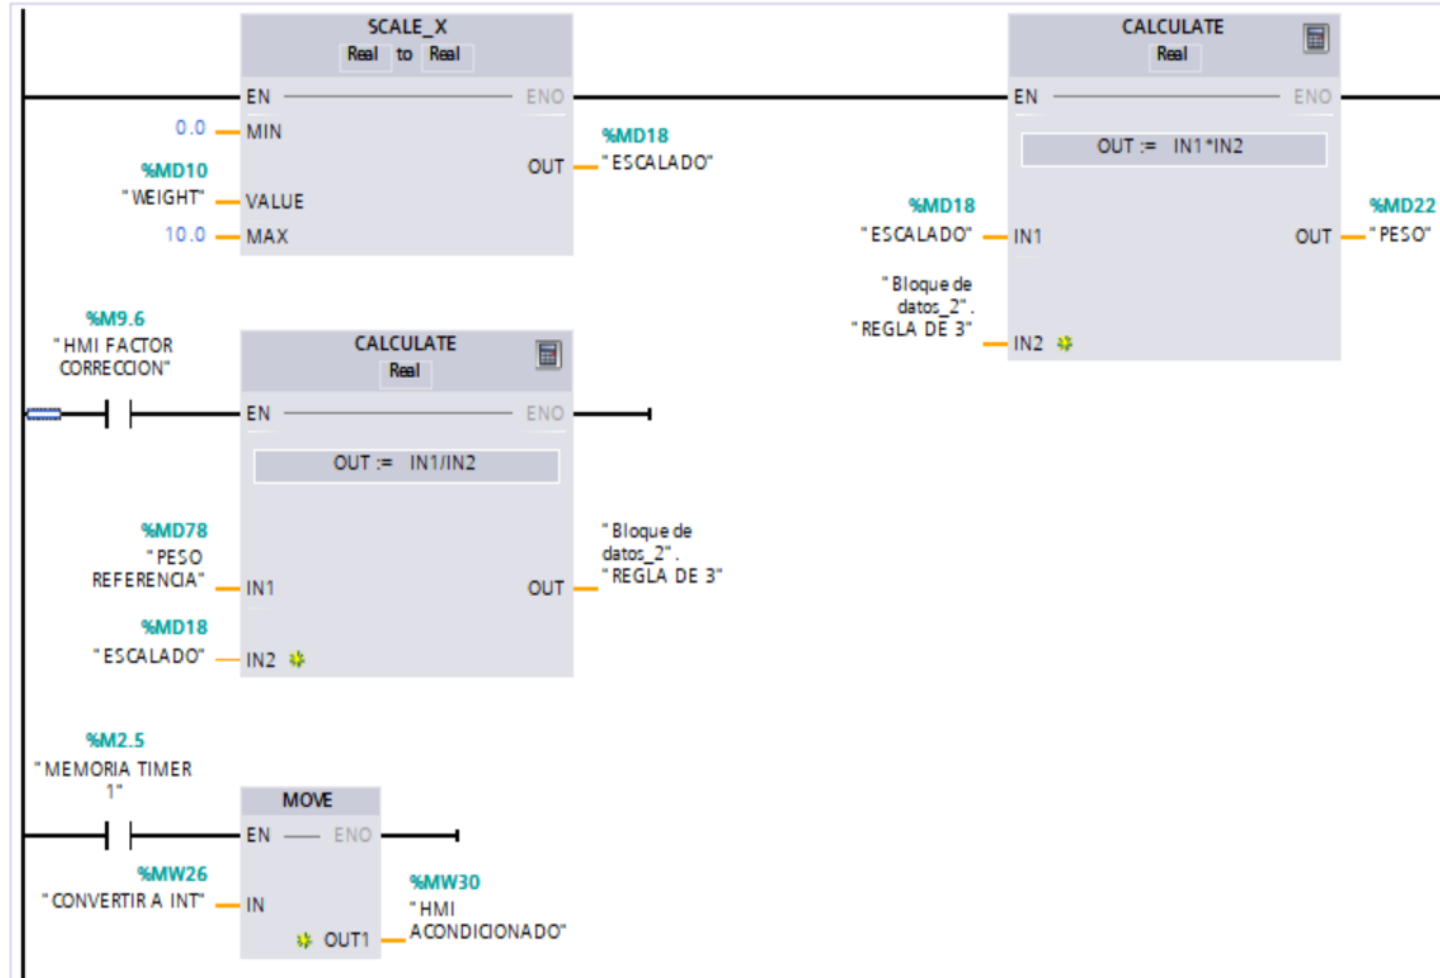 SCALE_X
Real to Real
EN ENO
0.0 MIN
%MD10
"WEIGHT" VALUE
10.0 MAX
OUT
%MD18
"ESCALADO"
CALCULATE
Real
EN ENO
OUT := IN1*IN2
%MD18
"ESCALADO" IN1
"Bloque de
datos_2".
"REGLA DE 3"
IN2
OUT
%MD22
"PESO"
%M9.6
"HMI FACTOR
CORRECCION"
CALCULATE
Real
EN ENO
OUT := IN1/IN2
%MD78
"PESO
REFERENCIA"
IN1
%MD18
"ESCALADO" IN2
OUT
"Bloque de
datos_2".
"REGLA DE 3"
%M2.5
"MEMORIA TIMER
1"
MOVE
EN ENO
%MW26
"CONVERTIR A INT" IN
OUT1
%MW30
"HMI
ACONDICIONADO"